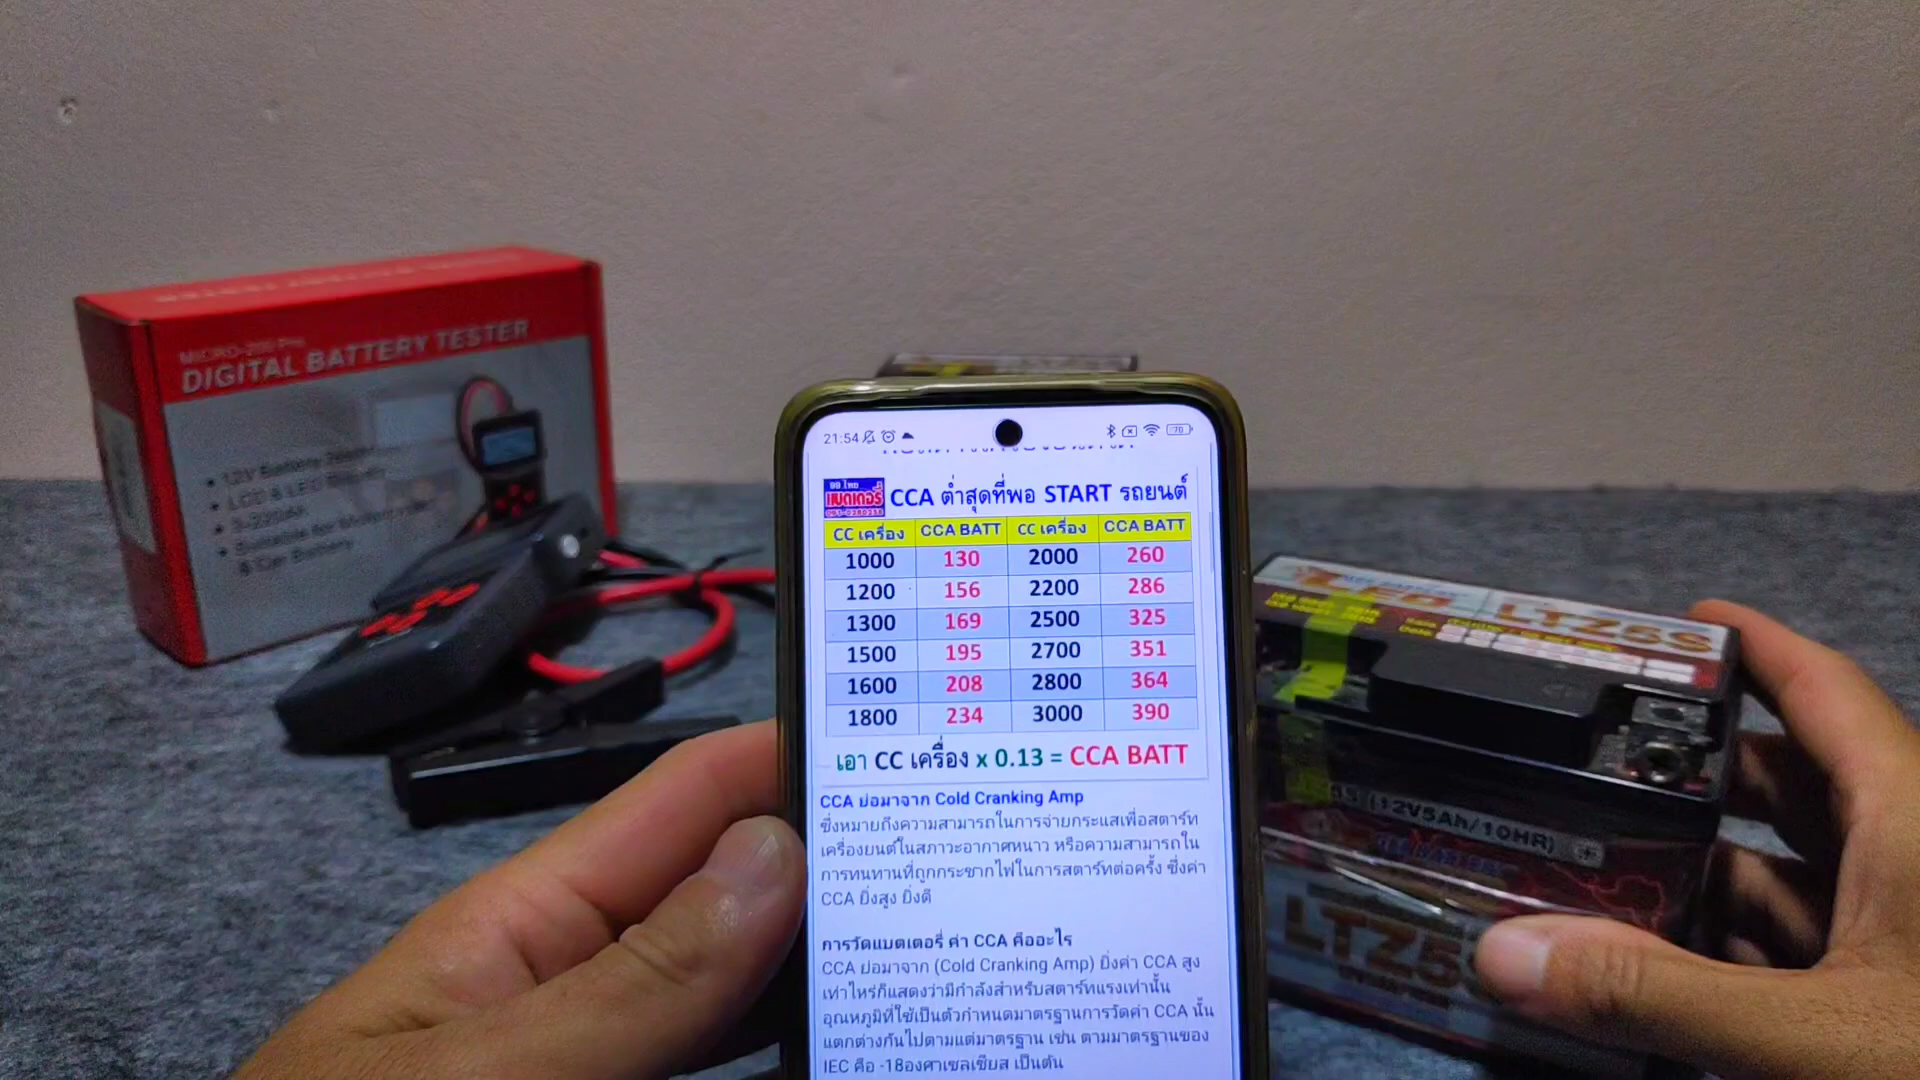 MICRO-200 Pro
DIGITAL BATTERY TESTER
21:54
70
99 ไทย
แบตเตอรี่
CCA ต่ำสุดที่พอ START รถยนต์
CC เครื่อง CCA BATT CC เครื่อง CCA BATT
1000 130 2000 260
1200 156 2200 286
1300 169 2500 325
1500 195 2700 351
1600 208 2800 364
1800 234 3000 390
เอา CC เครื่อง x 0.13 = CCA BATT
CCA ย่อมาจาก Cold Cranking Amp
ซึ่งหมายถึงความสามารถในการจ่ายกระแสเพื่อสตาร์ท
เครื่องยนต์ในสภาวะอากาศหนาว หรือความสามารถใน
การทนทานที่ถูกกระชากไฟในการสตาร์ทต่อครั้ง ซึ่งค่า
CCA ยิ่งสูง ยิ่งดี
การวัดแบตเตอรี่ ค่า CCA คืออะไร
CCA ย่อมาจาก (Cold Cranking Amp) ยิ่งค่า CCA สูง
เท่าไหร่ก็แสดงว่ามีกำลังสำหรับสตาร์ทแรงเท่านั้น
อุณหภูมิที่ใช้เป็นตัวกำหนดมาตรฐานการวัดค่า CCA นั้น
แตกต่างกันไปตามแต่มาตรฐาน เช่น ตามมาตรฐานของ
IEC คือ -18องศาเซลเซียส เป็นต้น
LTZ5S
5S (12V5Ah/10HR)
LTZ5S